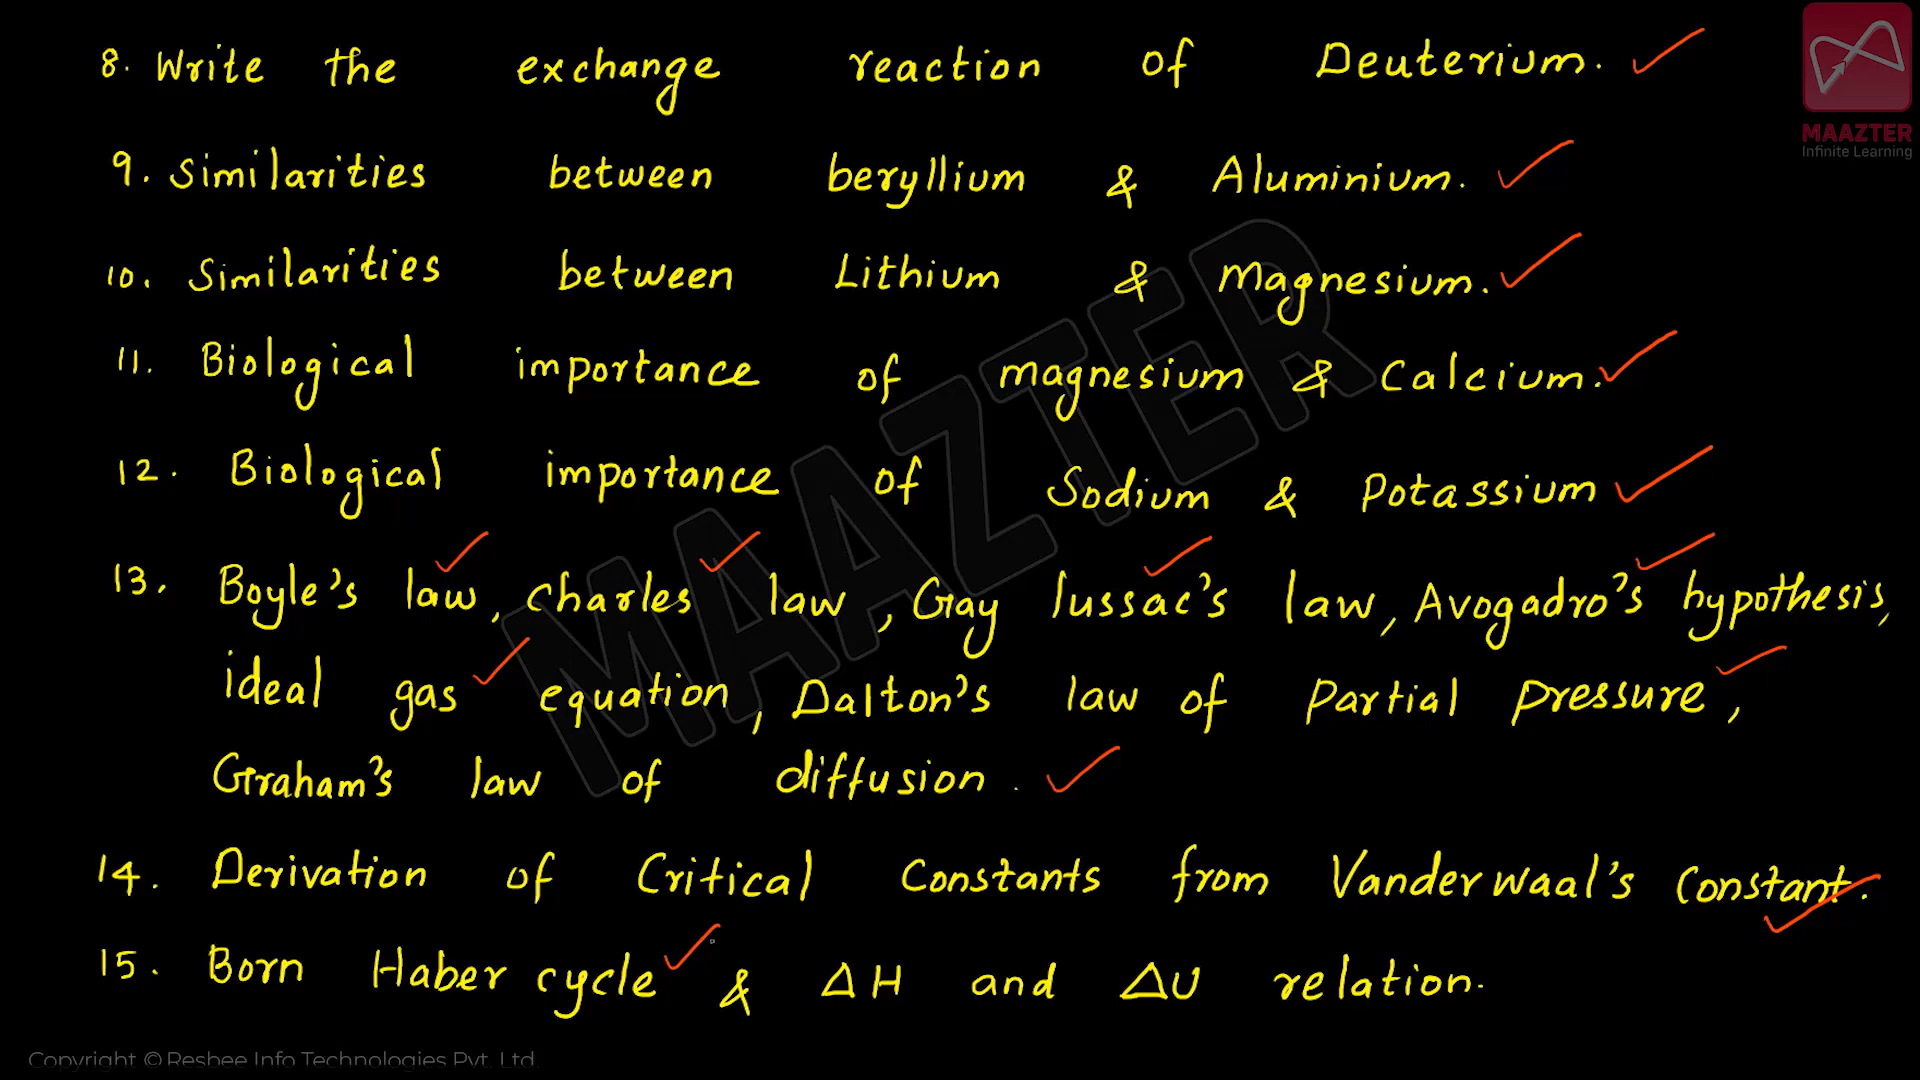 8. Write the exchange reaction of Deuterium.
MAAZTER
Infinite Learning
9. Similarities between beryllium & Aluminium.
10. Similarities between Lithium & Magnesium.
11. Biological importance of magnesium & Calcium.
12. Biological importance of Sodium & Potassium
13. Boyle's law, Charles law, Gay lussac's law, Avogadro's hypothesis,
ideal gas equation, Dalton's law of Partial pressure,
Graham's law of diffusion.
14. Derivation of Critical Constants from Vanderwaal's Constant.
15. Born Haber cycle & ΔH and ΔU relation.
MAAZTER
Copyright © Resbee Info Technologies Pvt. Ltd.